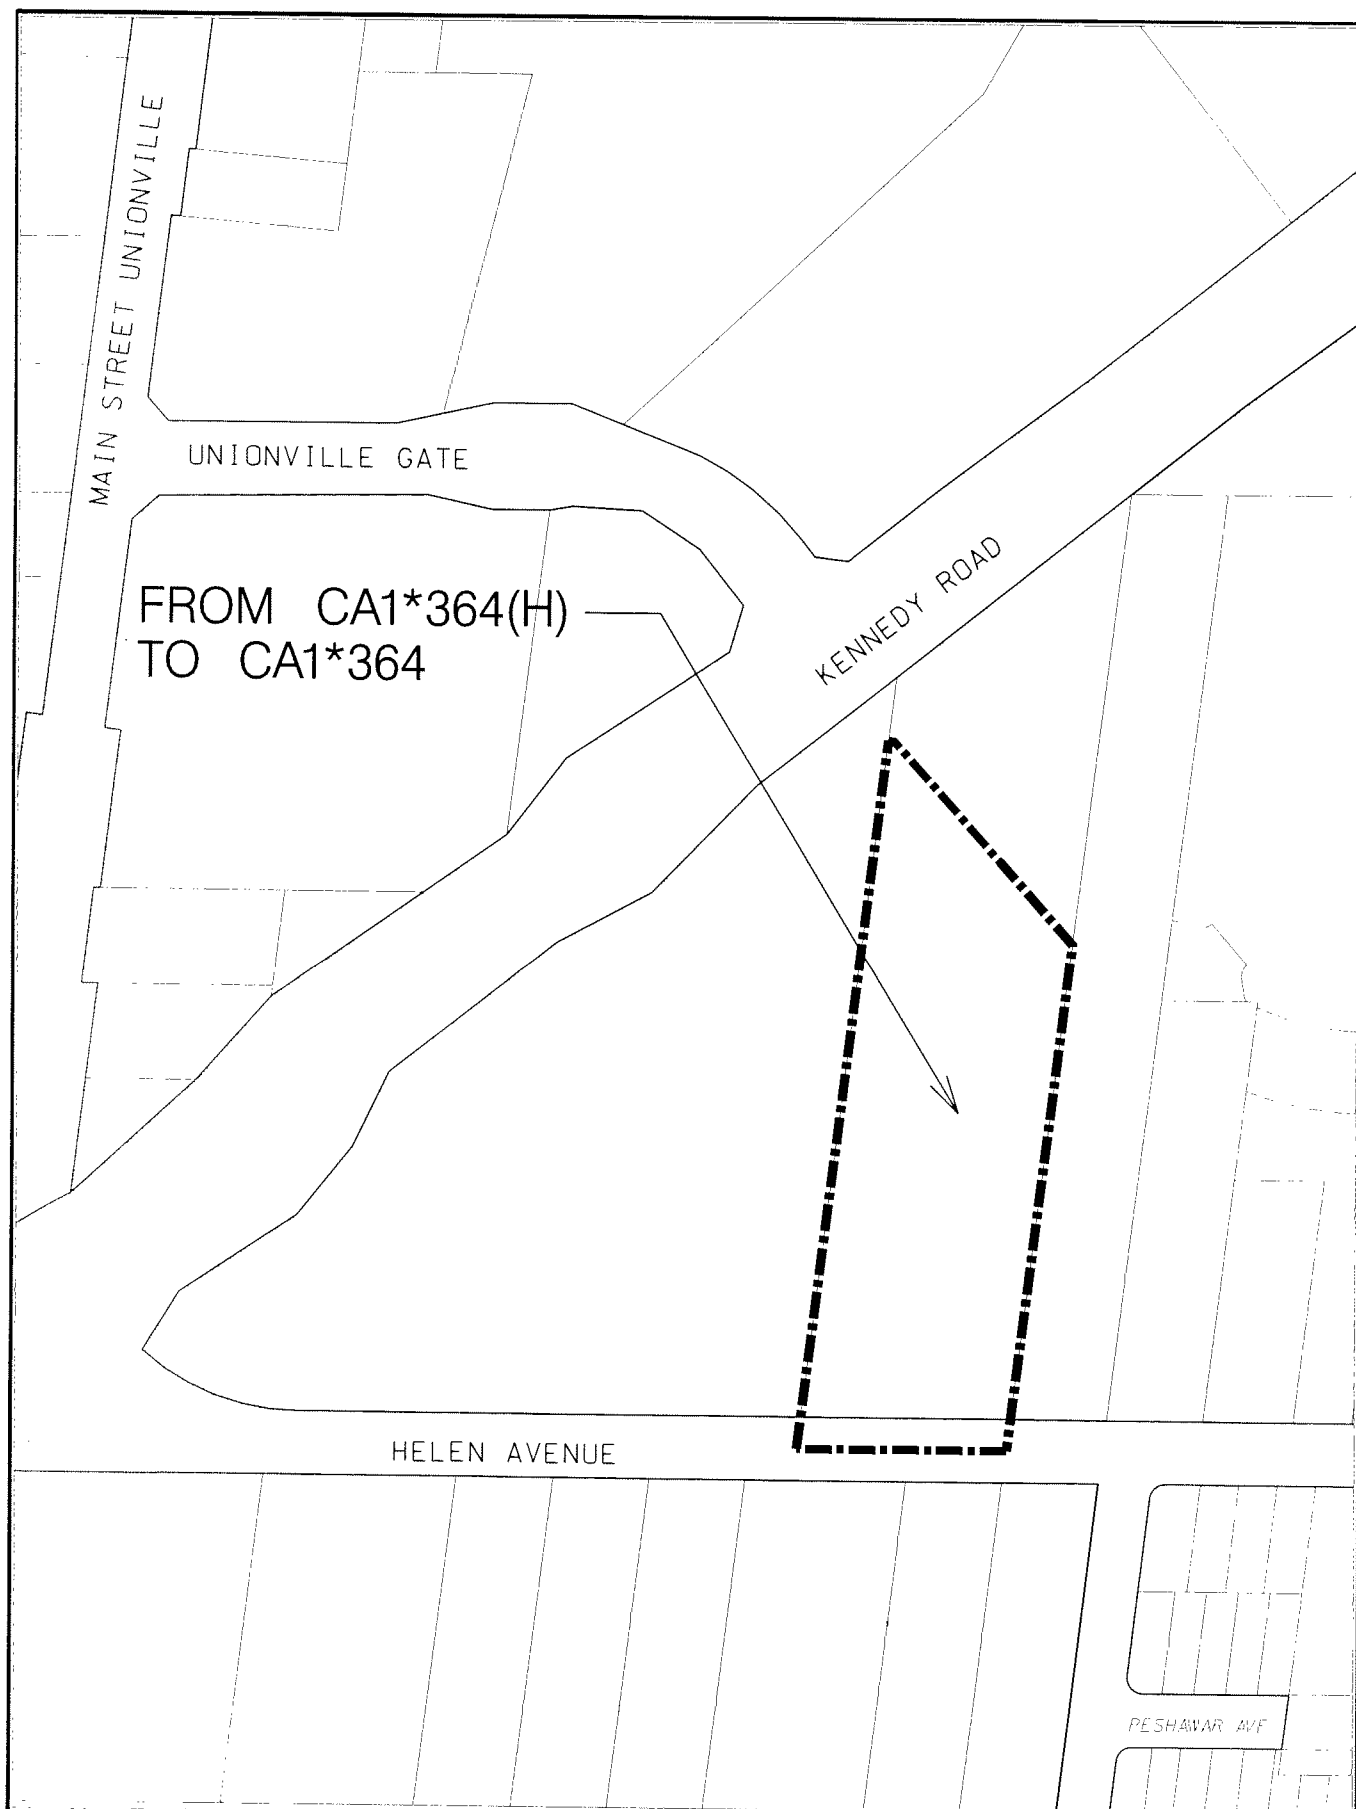 MAIN STREET UNIONVILLE
UNIONVILLE GATE
KENNEDY ROAD
FROM CA1*364(H)
TO CA1*364
HELEN AVENUE
PESHAWAR AVE